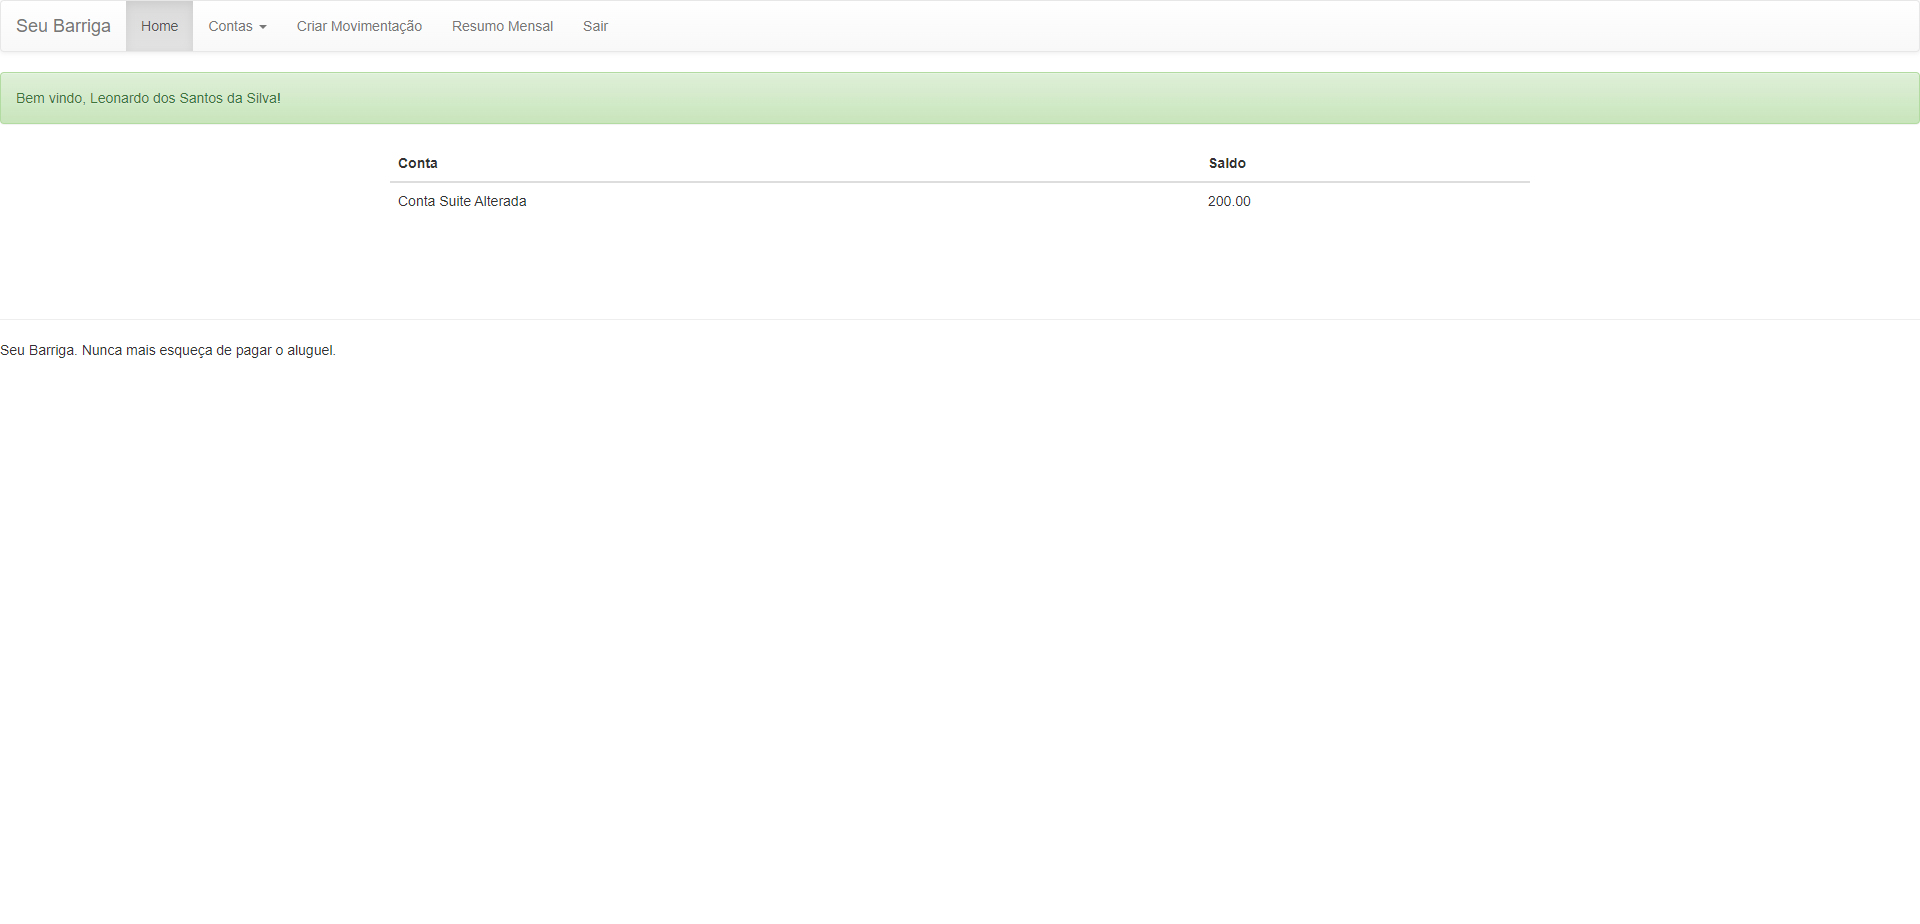 Seu Barriga Home Contas Criar Movimentação Resumo Mensal Sair
Bem vindo, Leonardo dos Santos da Silva!
Conta Saldo
Conta Suite Alterada 200.00
Seu Barriga. Nunca mais esqueça de pagar o aluguel.